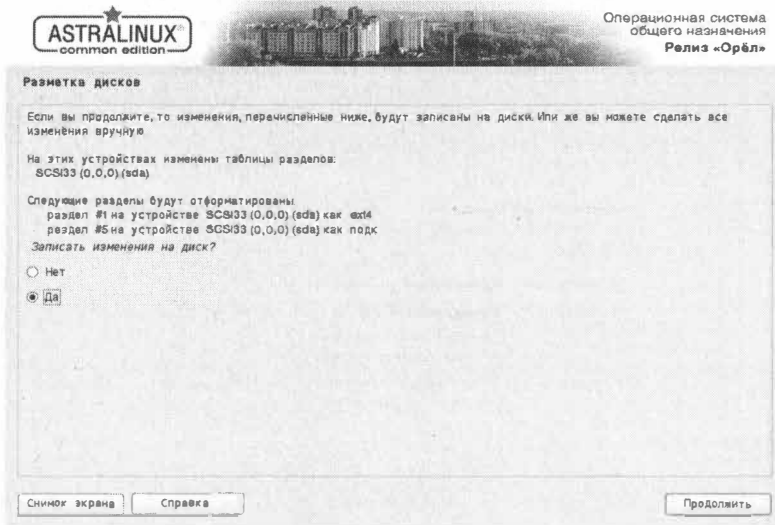 ASTRALINUX®
common edition
Операционная система
общего назначения
Релиз «Орёл»
Разметка дисков
Если вы продолжите, то изменения, перечисленные ниже, будут записаны на диски. Или же вы можете сделать все
изменения вручную.
На этих устройствах изменены таблицы разделов:
SCSI33 (0,0,0) (sda)
Следующие разделы будут отформатированы:
раздел #1 на устройстве SCSI33 (0,0,0) (sda) как ext4
раздел #5 на устройстве SCSI33 (0,0,0) (sda) как подк
Записать изменения на диск?
Нет
Да
Снимок экрана
Справка
Продолжить